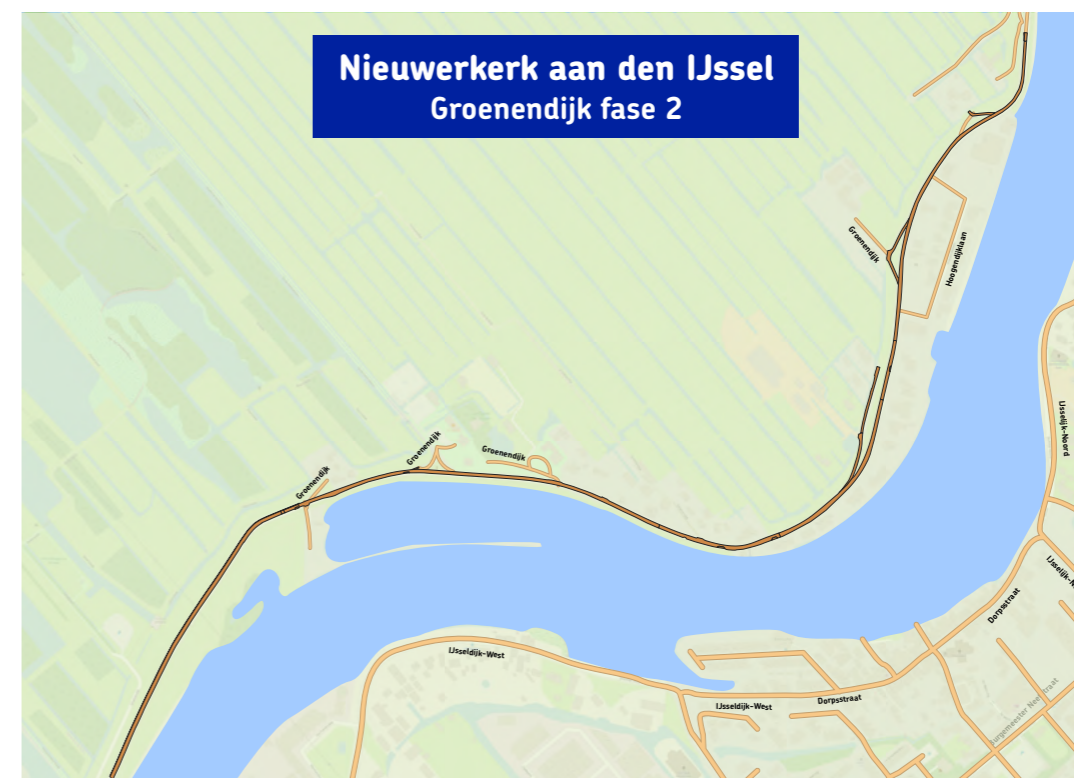 Nieuwerkerk aan den IJssel
Groenendijk fase 2
Groenendijk
Hoogendijklaan
IJsseldijk-Noord
Groenendijk
Groenendijk
Groenendijk
Dorpsstraat
IJsseldijk-West
IJsseldijk-West
Dorpsstraat